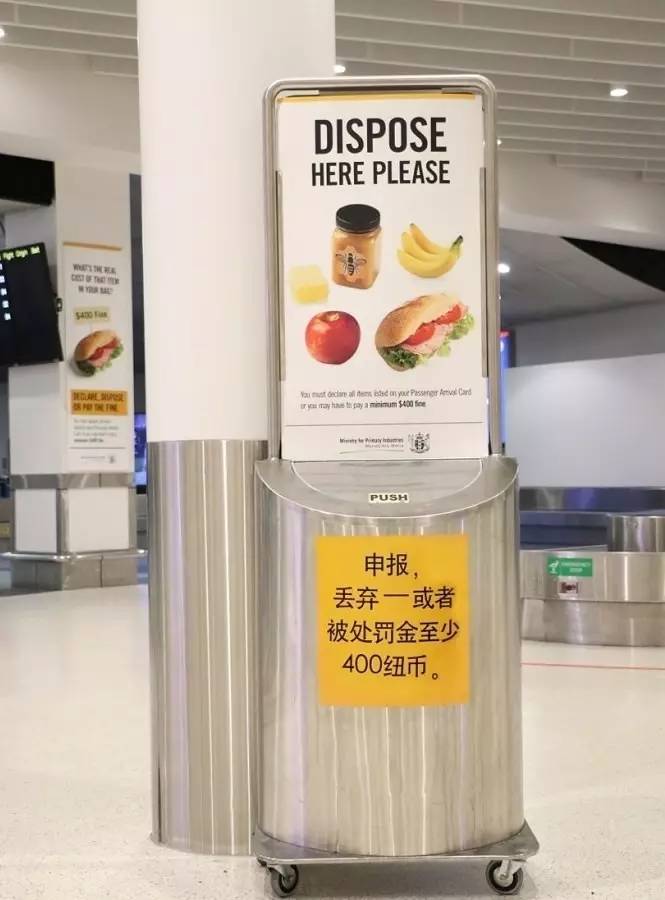 DISPOSE
HERE PLEASE
You must declare all items listed on your Passenger Arrival Card
or you may have to pay a minimum $400 fine
Ministry for Primary Industries
PUSH
申报，
丢弃一或者
被处罚金至少
400纽币。
WHAT'S THE REAL
COST OF THAT ITEM
IN YOUR BAG?
$400 Fine
DECLARE, DISPOSE
OR PAY THE FINE
EMERGENCY